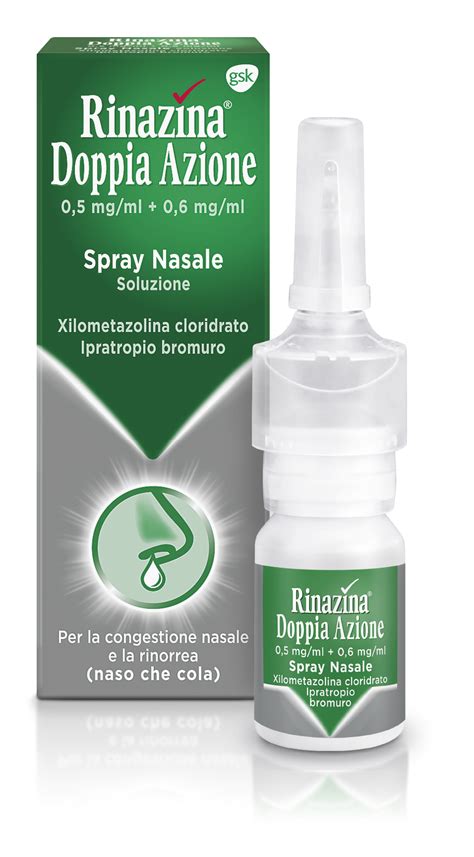 gsk
Rinazina®
Doppia Azione
0,5 mg/ml + 0,6 mg/ml
Spray Nasale
Soluzione
Xilometazolina cloridrato
Ipratropio bromuro
Per la congestione nasale
e la rinorrea
(naso che cola)
Rinazina®
Doppia Azione
0,5 mg/ml + 0,6 mg/ml
Spray Nasale
Xilometazolina cloridrato
Ipratropio
bromuro